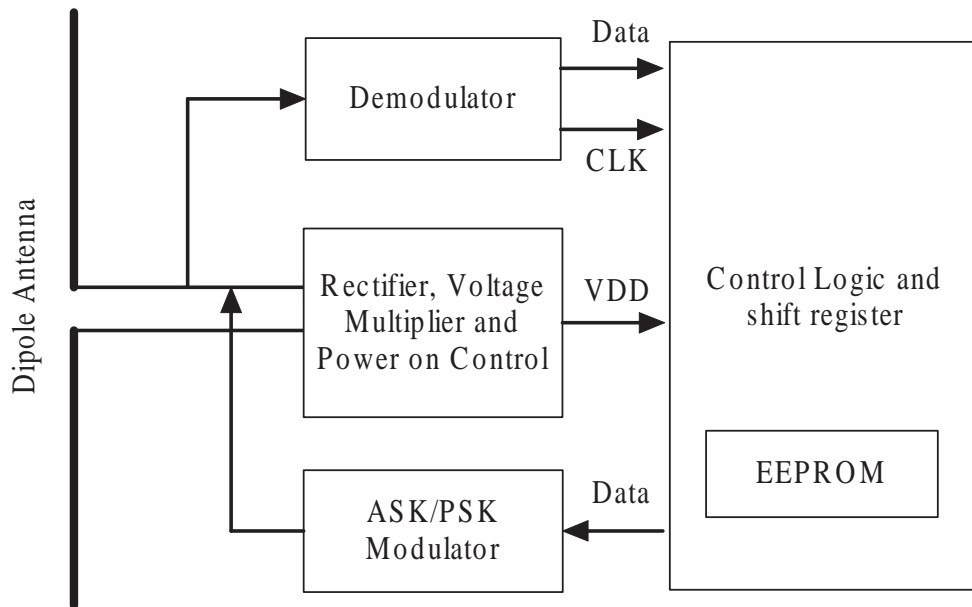 Data
Demodulator
CLK
Dipole Antenna
Rectifier, Voltage
Multiplier and
Power on Control
VDD
Control Logic and
shift register
EEPROM
Data
ASK/PSK
Modulator